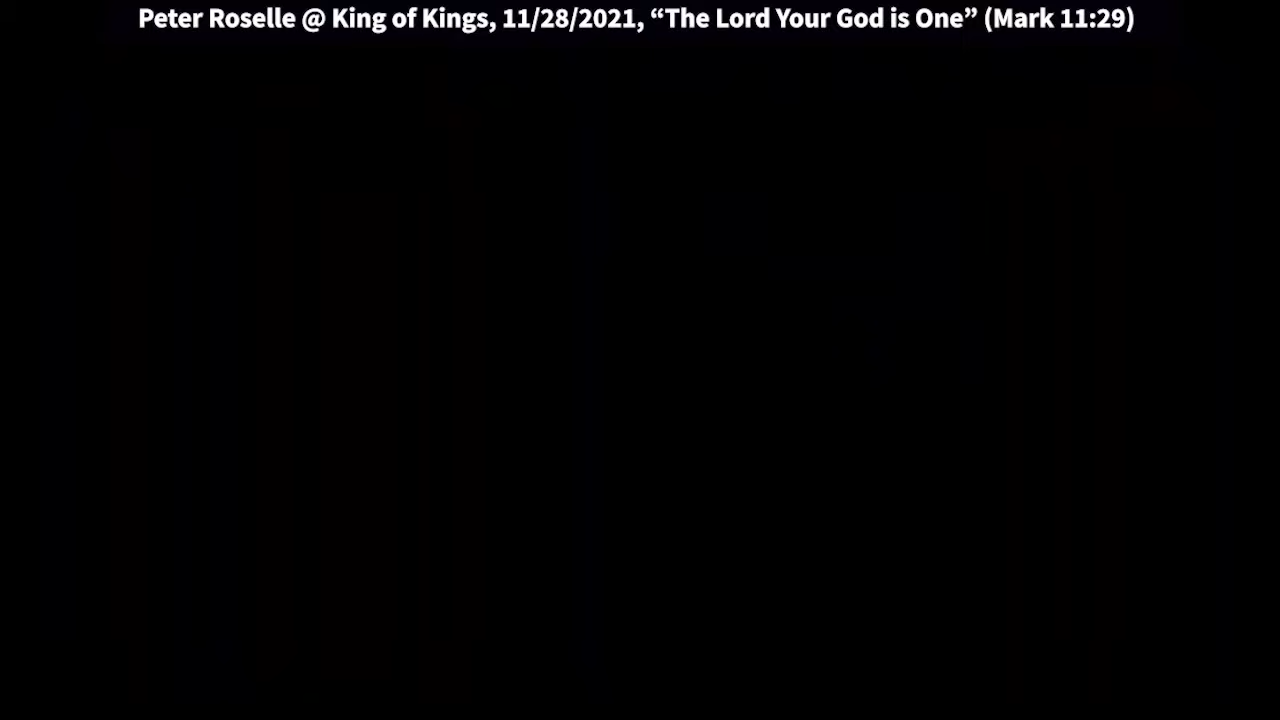 Peter Roselle @ King of Kings, 11/28/2021, “The Lord Your God is One” (Mark 11:29)